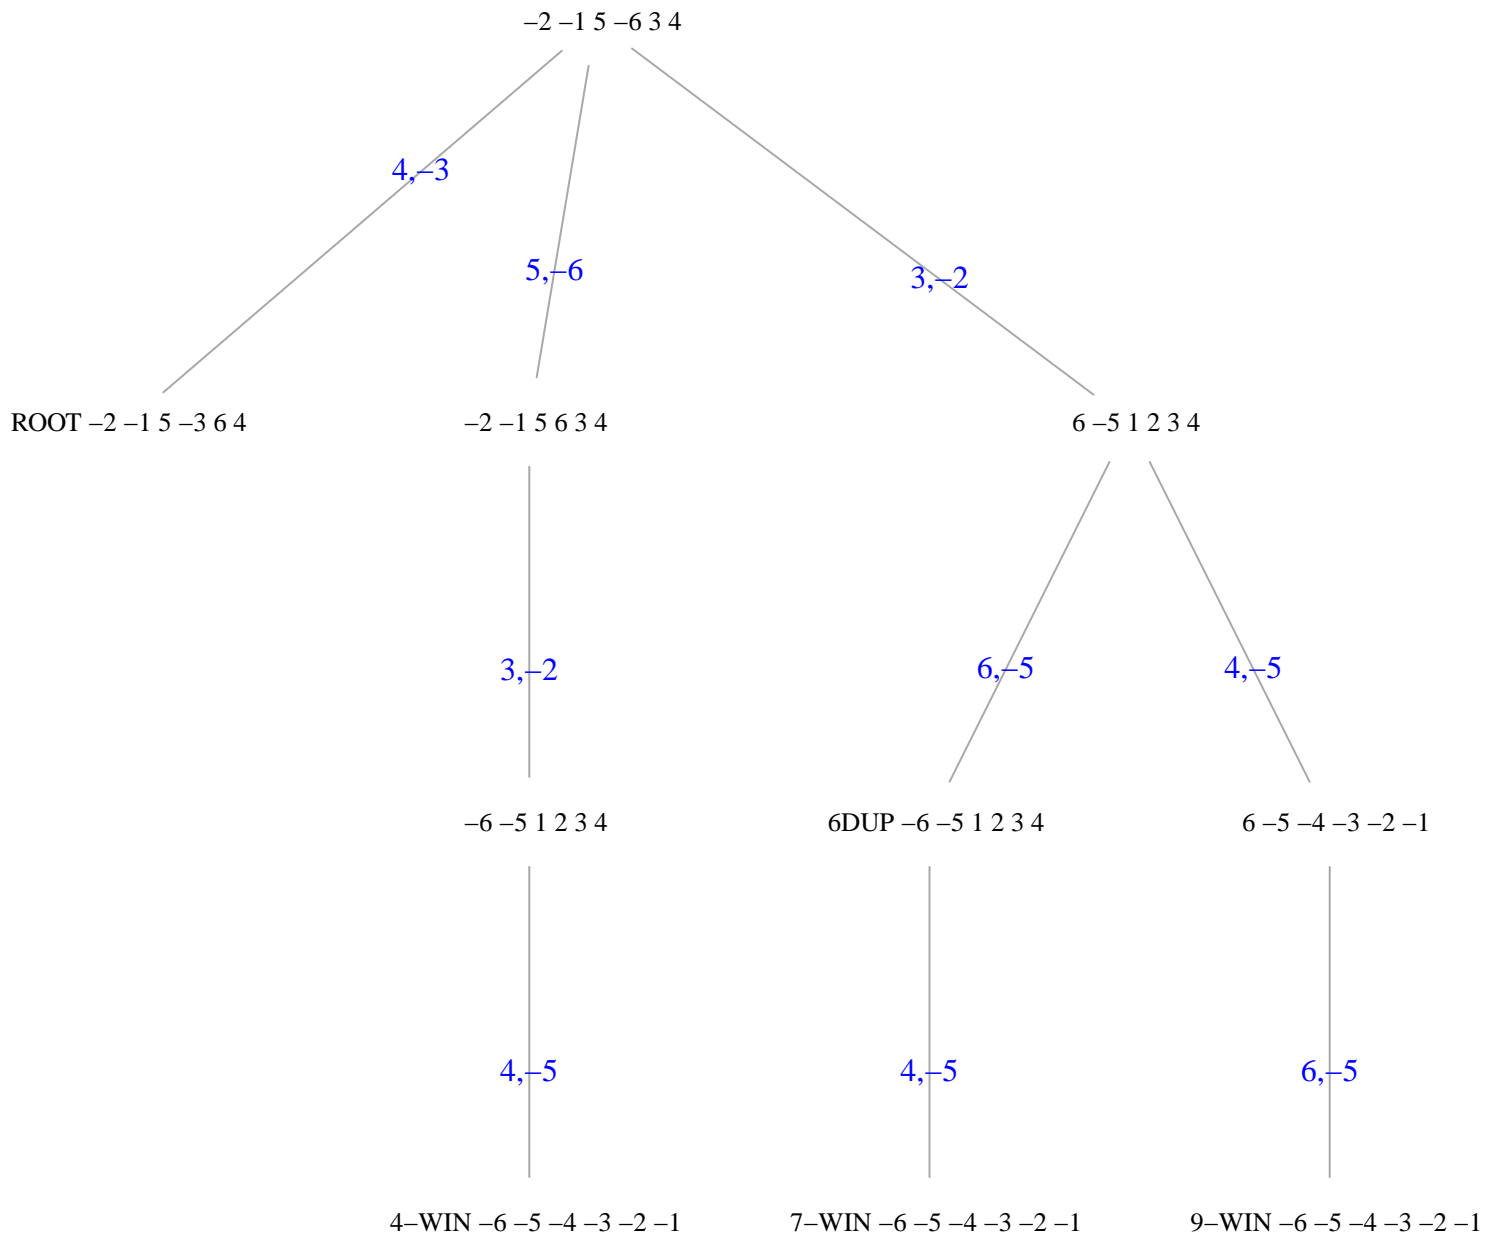 –2 –1 5 –6 3 4
4,–3
5,–6
3,–2
ROOT –2 –1 5 –3 6 4
–2 –1 5 6 3 4
6 –5 1 2 3 4
3,–2
6,–5
4,–5
–6 –5 1 2 3 4
6DUP –6 –5 1 2 3 4
6 –5 –4 –3 –2 –1
4,–5
4,–5
6,–5
4–WIN –6 –5 –4 –3 –2 –1
7–WIN –6 –5 –4 –3 –2 –1
9–WIN –6 –5 –4 –3 –2 –1